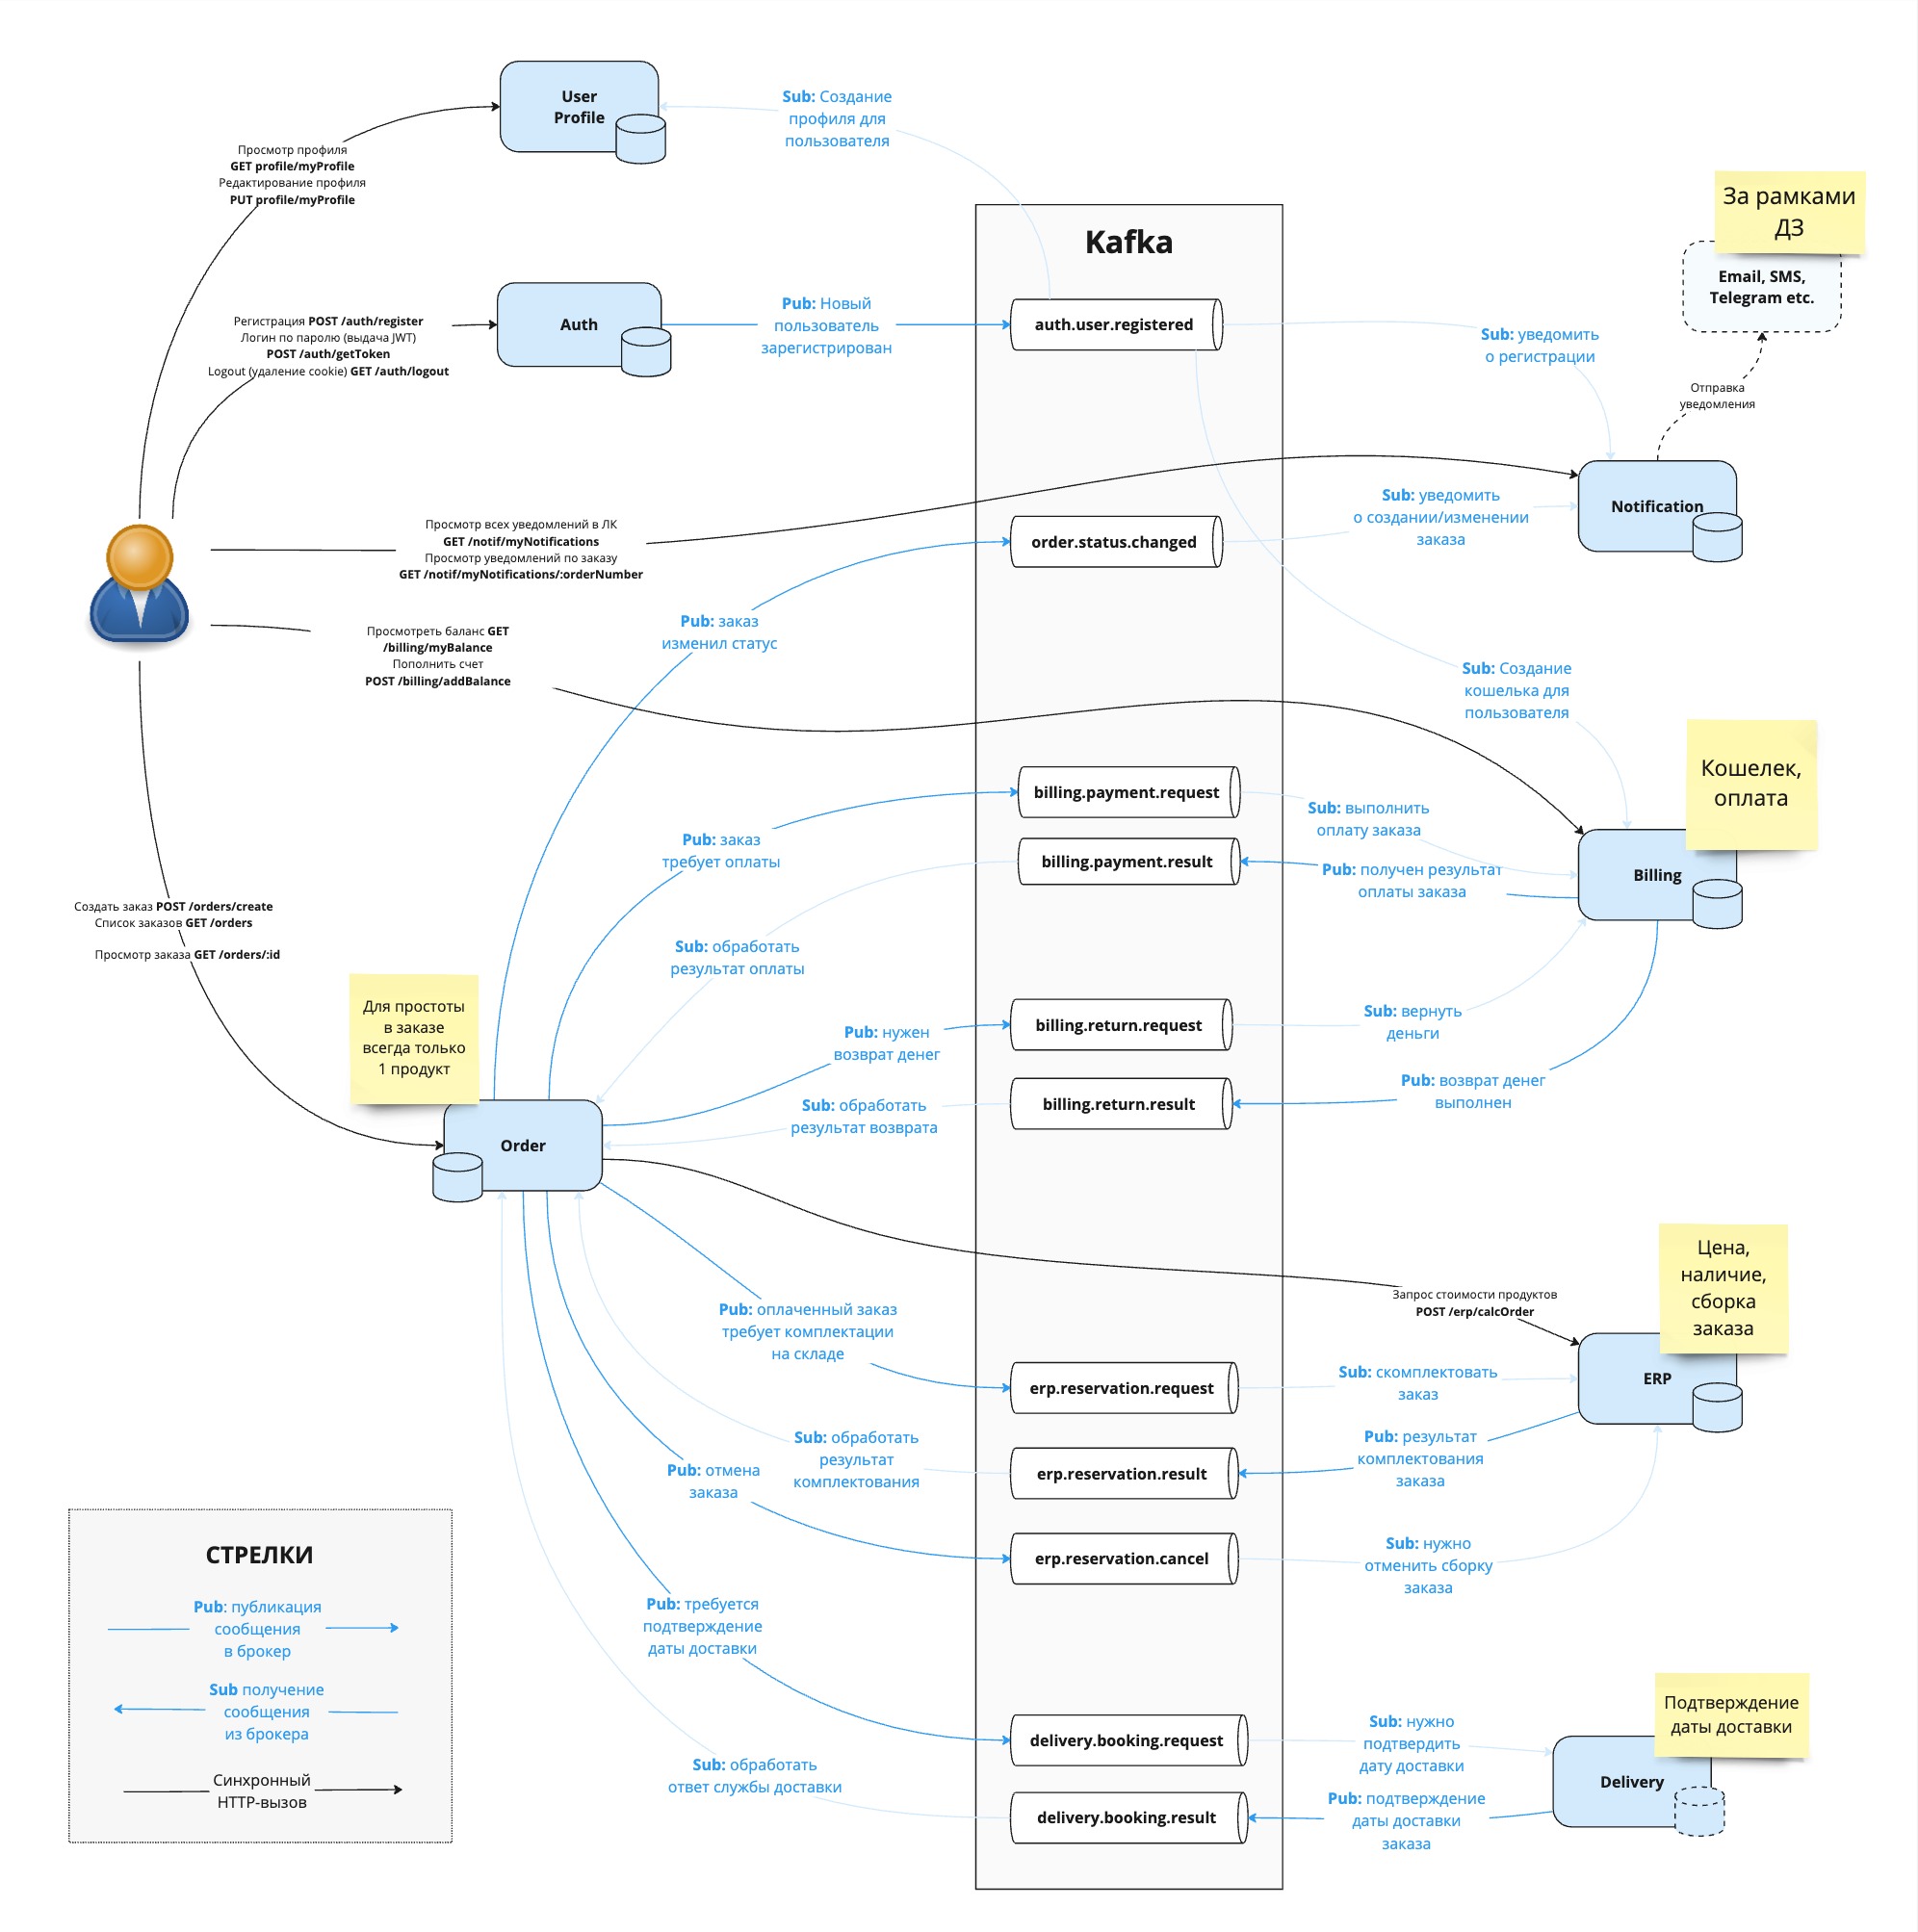 User
Profile
Sub: Создание
профиля для
пользователя
Просмотр профиля
GET profile/myProfile
Редактирование профиля
PUT profile/myProfile
За рамками
ДЗ
Email, SMS,
Telegram etc.
Kafka
Auth
Pub: Новый
пользователь
зарегистрирован
auth.user.registered
Регистрация POST /auth/register
Логин по паролю (выдача JWT)
POST /auth/getToken
Logout (удаление cookie) GET /auth/logout
Sub: уведомить
о регистрации
Отправка
уведомления
Просмотр всех уведомлений в ЛК
GET /notif/myNotifications
Просмотр уведомлений по заказу
GET /notif/myNotifications/:orderNumber
order.status.changed
Sub: уведомить
о создании/изменении
заказа
Notification
Pub: заказ
изменил статус
Просмотреть баланс GET
/billing/myBalance
Пополнить счет
POST /billing/addBalance
Sub: Создание
кошелька для
пользователя
Кошелек,
оплата
billing.payment.request
Sub: выполнить
оплату заказа
Pub: заказ
требует оплаты
billing.payment.result
Pub: получен результат
оплаты заказа
Billing
Создать заказ POST /orders/create
Список заказов GET /orders
Просмотр заказа GET /orders/:id
Sub: обработать
результат оплаты
Для простоты
в заказе
всегда только
1 продукт
Pub: нужен
возврат денег
billing.return.request
Sub: вернуть
деньги
Sub: обработать
результат возврата
billing.return.result
Pub: возврат денег
выполнен
Order
Запрос стоимости продуктов
POST /erp/calcOrder
Цена,
наличие,
сборка
заказа
Pub: оплаченный заказ
требует комплектации
на складе
erp.reservation.request
Sub: скомплектовать
заказ
ERP
Sub: обработать
результат
комплектования
erp.reservation.result
Pub: результат
комплектования
заказа
Pub: отмена
заказа
erp.reservation.cancel
Sub: нужно
отменить сборку
заказа
СТРЕЛКИ
Pub: публикация
сообщения
в брокер
Sub получение
сообщения
из брокера
Синхронный
HTTP-вызов
Pub: требуется
подтверждение
даты доставки
delivery.booking.request
Sub: нужно
подтвердить
дату доставки
Подтверждение
даты доставки
Delivery
Sub: обработать
ответ службы доставки
delivery.booking.result
Pub: подтверждение
даты доставки
заказа